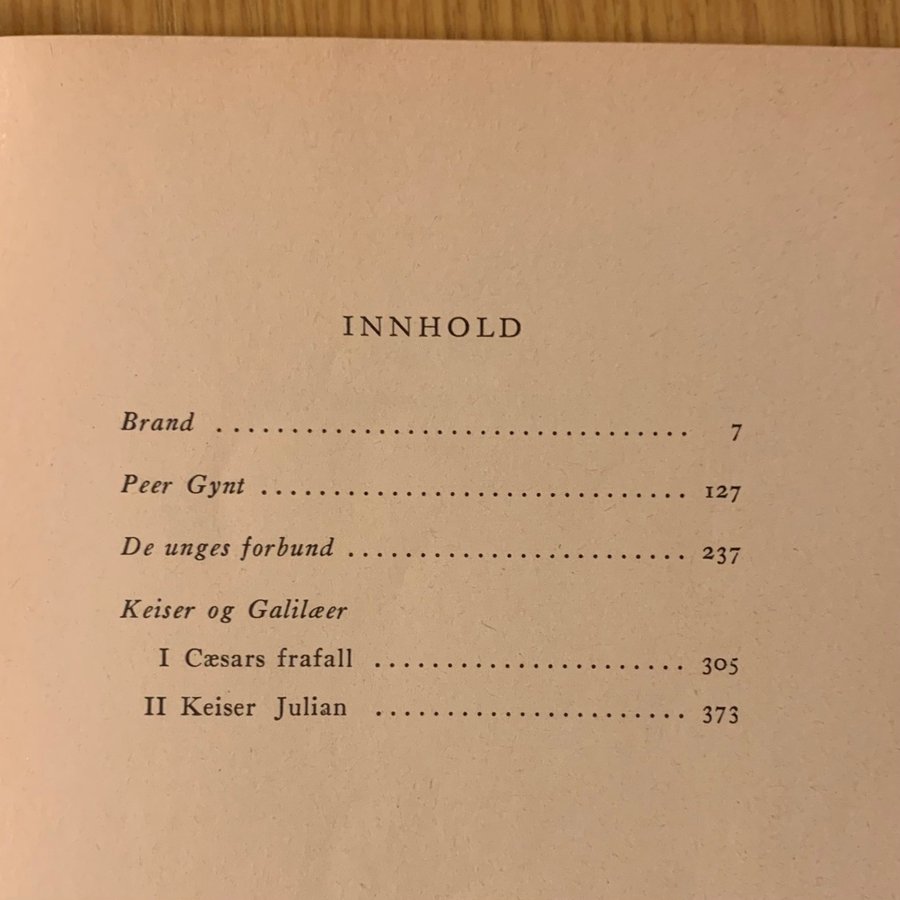 INNHOLD
Brand ................................ 7
Peer Gynt ............................. 127
De unges forbund ....................... 237
Keiser og Galilæer
I Cæsars frafall ..................... 305
II Keiser Julian ..................... 373